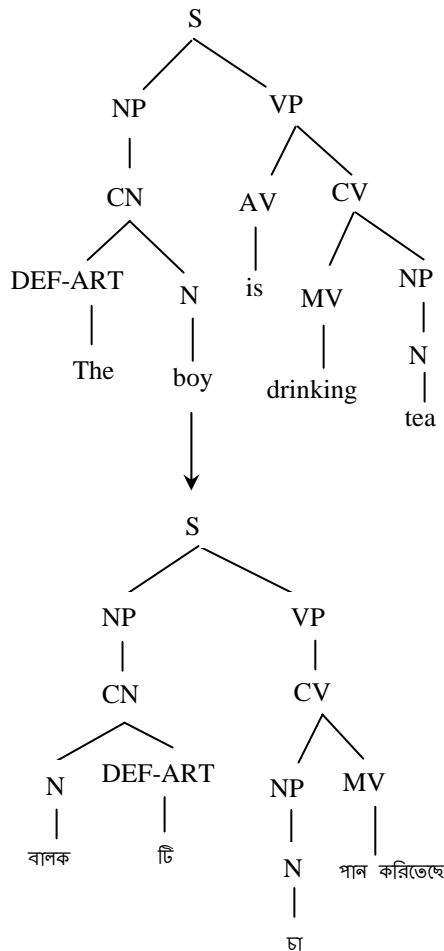 S
NP VP
CN AV CV
DEF-ART N is MV NP
The boy drinking N
tea
S
NP VP
CN CV
N DEF-ART NP MV
বালক টি N পান করিতেছে
চা